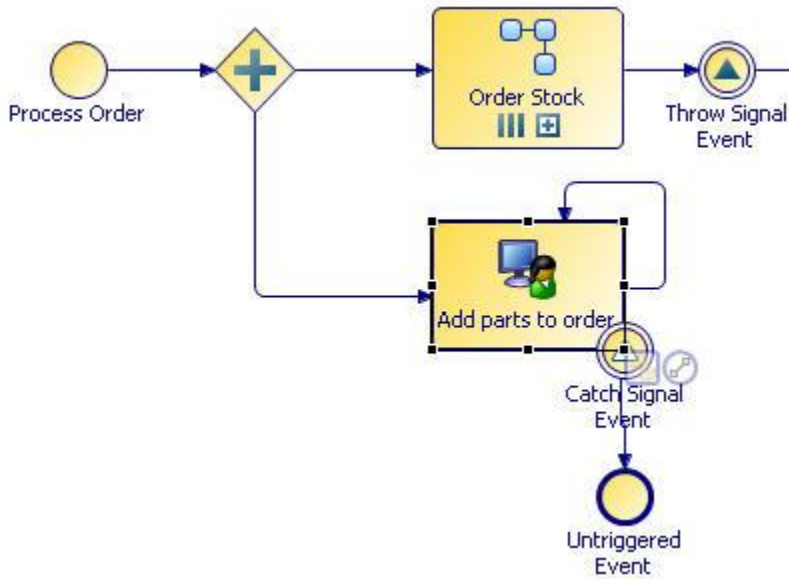 Process Order
Order Stock
Throw Signal
Event
Add parts to order
Catch Signal
Event
Untriggered
Event